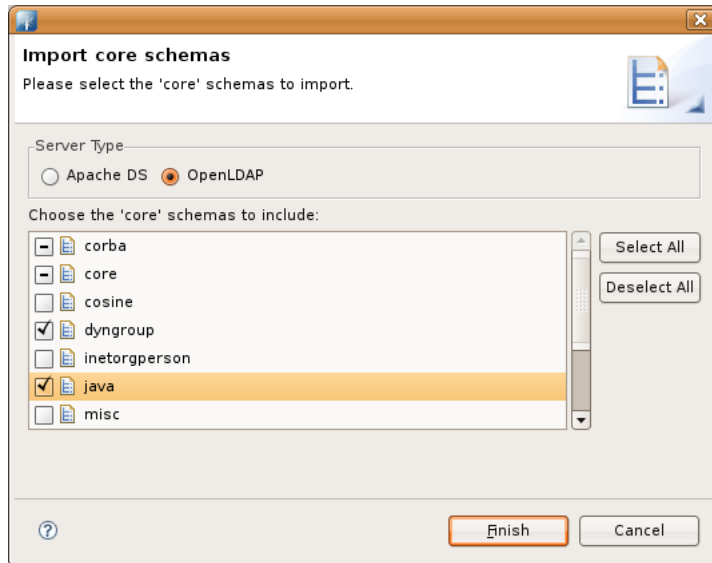 Import core schemas
Please select the 'core' schemas to import.
Server Type
Apache DS OpenLDAP
Choose the 'core' schemas to include:
corba
Select All
core
Deselect All
cosine
dyngroup
inetorgperson
java
misc
Finish Cancel